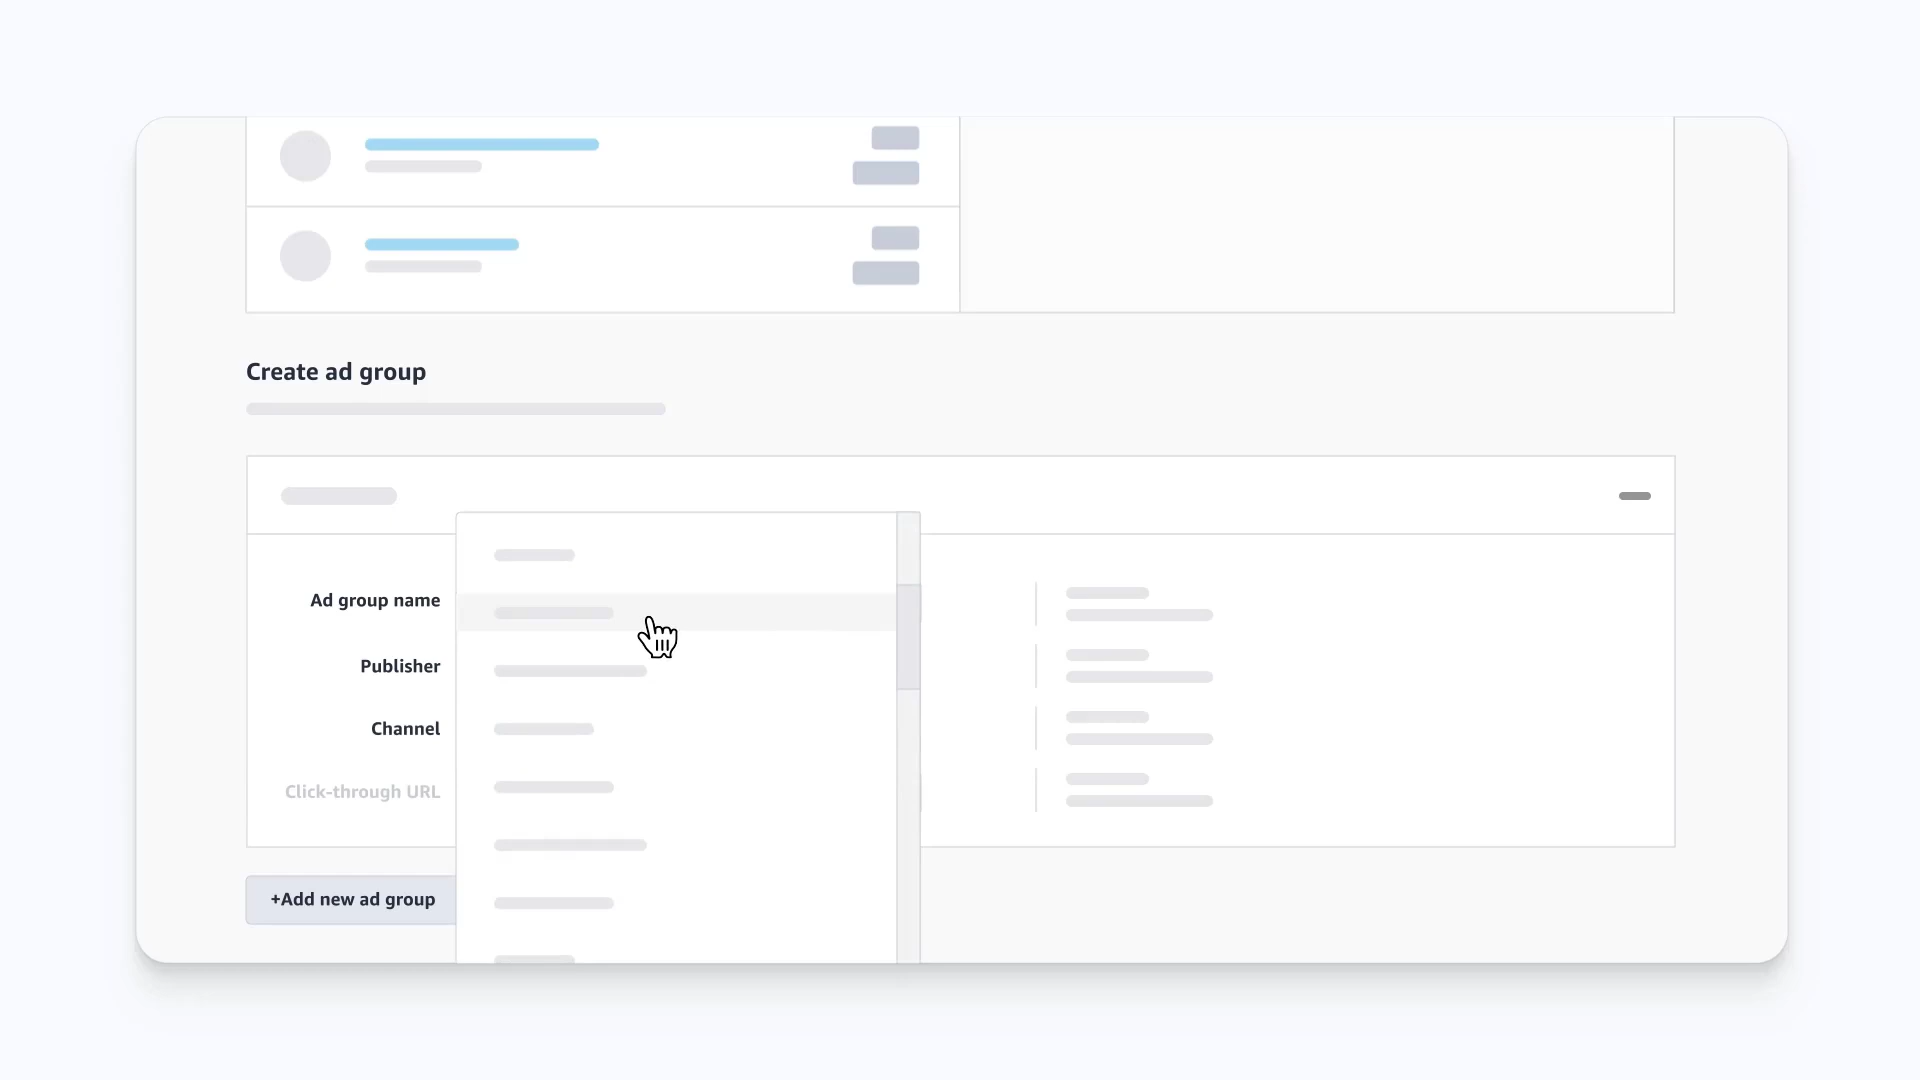 Create ad group
Ad group name
Publisher
Channel
Click-through URL
+Add new ad group